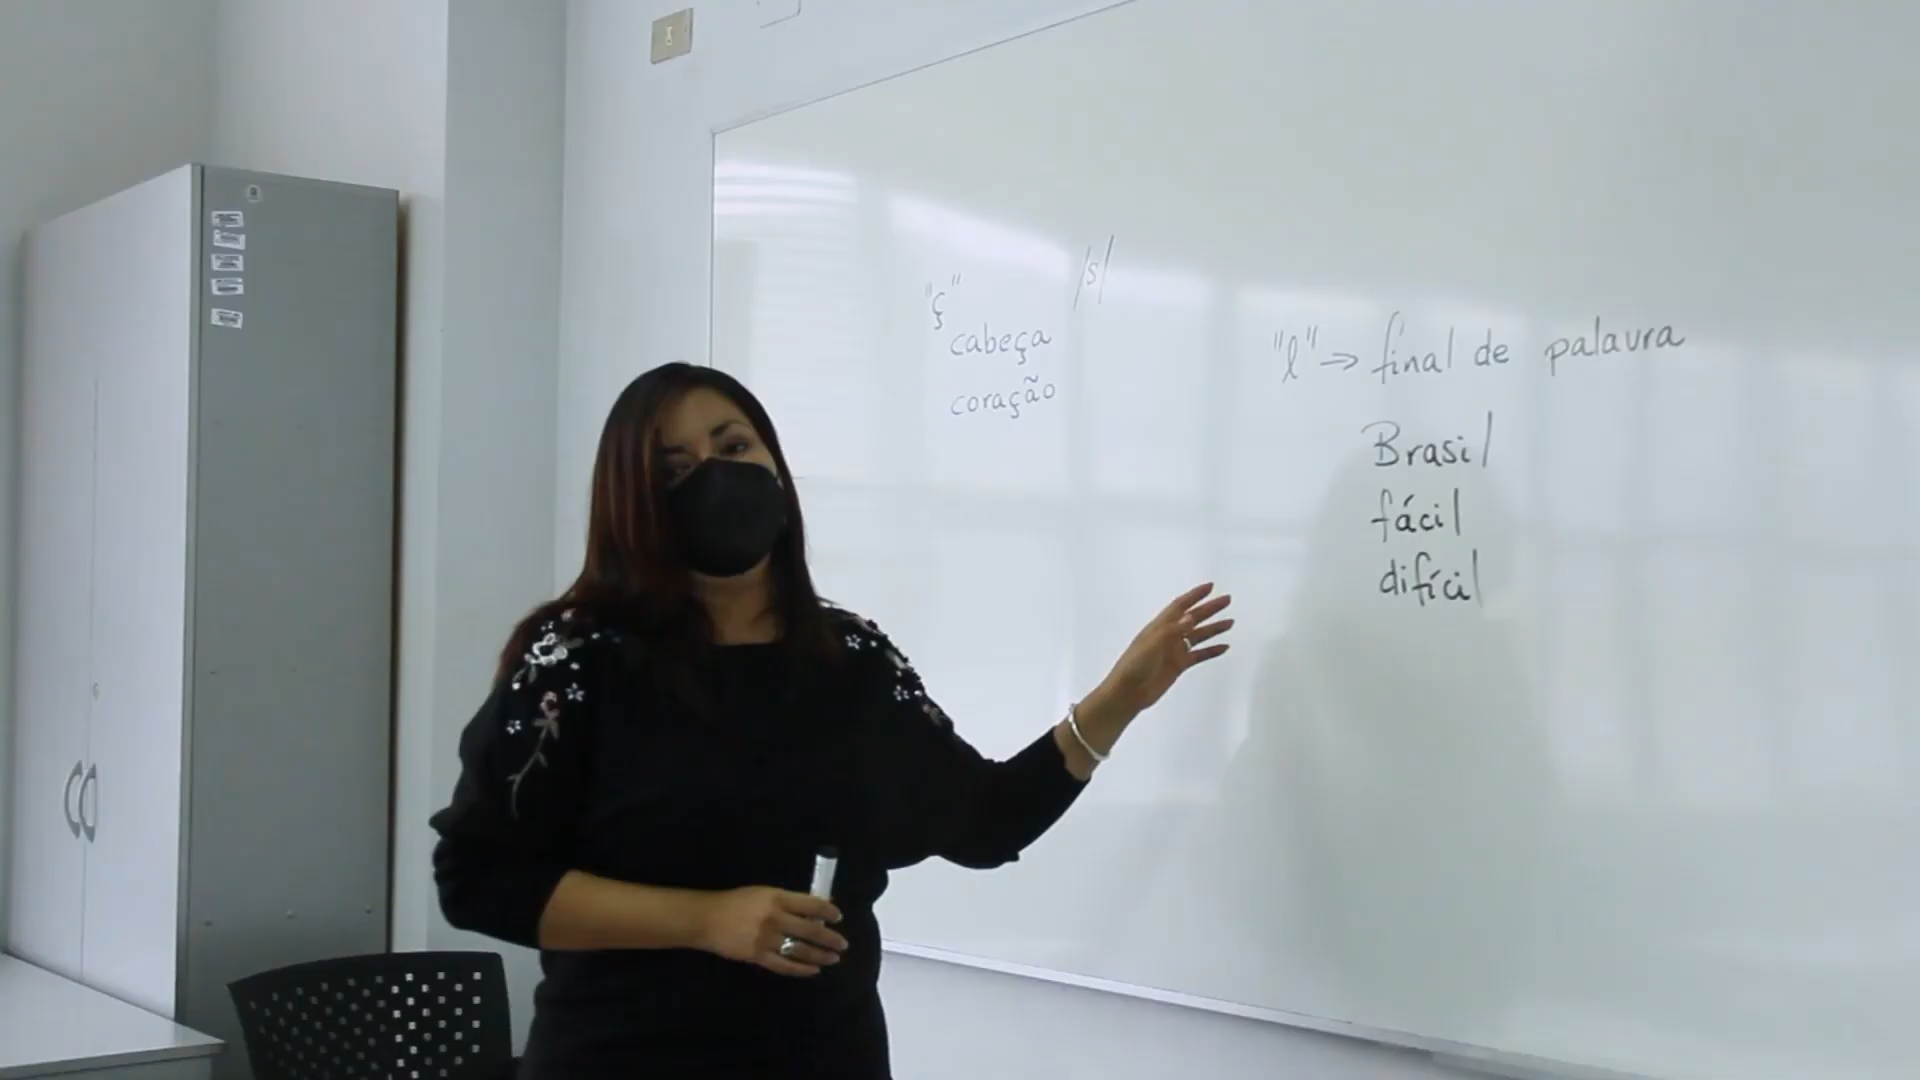 "ç" /s/
cabeça
coração
"l" → final de palavra
Brasil
fácil
difícil